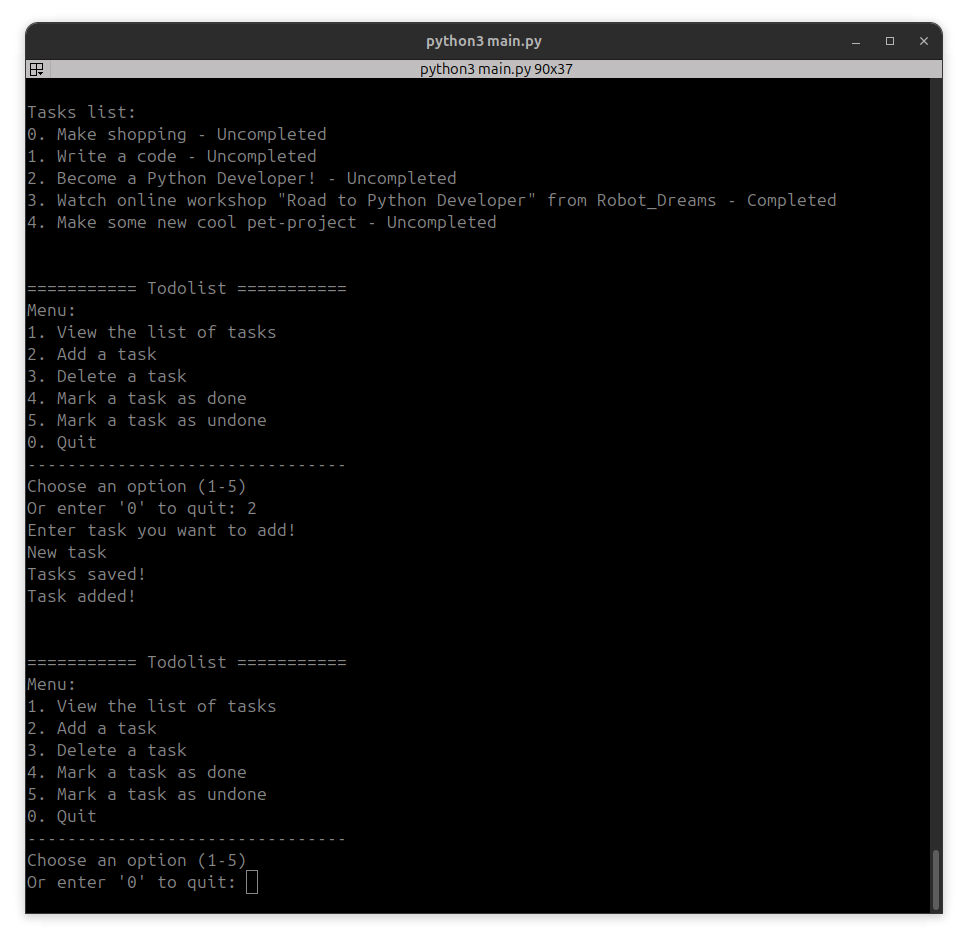 python3 main.py
python3 main.py 90x37
Tasks list:
0. Make shopping - Uncompleted
1. Write a code - Uncompleted
2. Become a Python Developer! - Uncompleted
3. Watch online workshop "Road to Python Developer" from Robot_Dreams - Completed
4. Make some new cool pet-project - Uncompleted
=========== Todolist ===========
Menu:
1. View the list of tasks
2. Add a task
3. Delete a task
4. Mark a task as done
5. Mark a task as undone
0. Quit
--------------------------------
Choose an option (1-5)
Or enter '0' to quit: 2
Enter task you want to add!
New task
Tasks saved!
Task added!
=========== Todolist ===========
Menu:
1. View the list of tasks
2. Add a task
3. Delete a task
4. Mark a task as done
5. Mark a task as undone
0. Quit
--------------------------------
Choose an option (1-5)
Or enter '0' to quit: